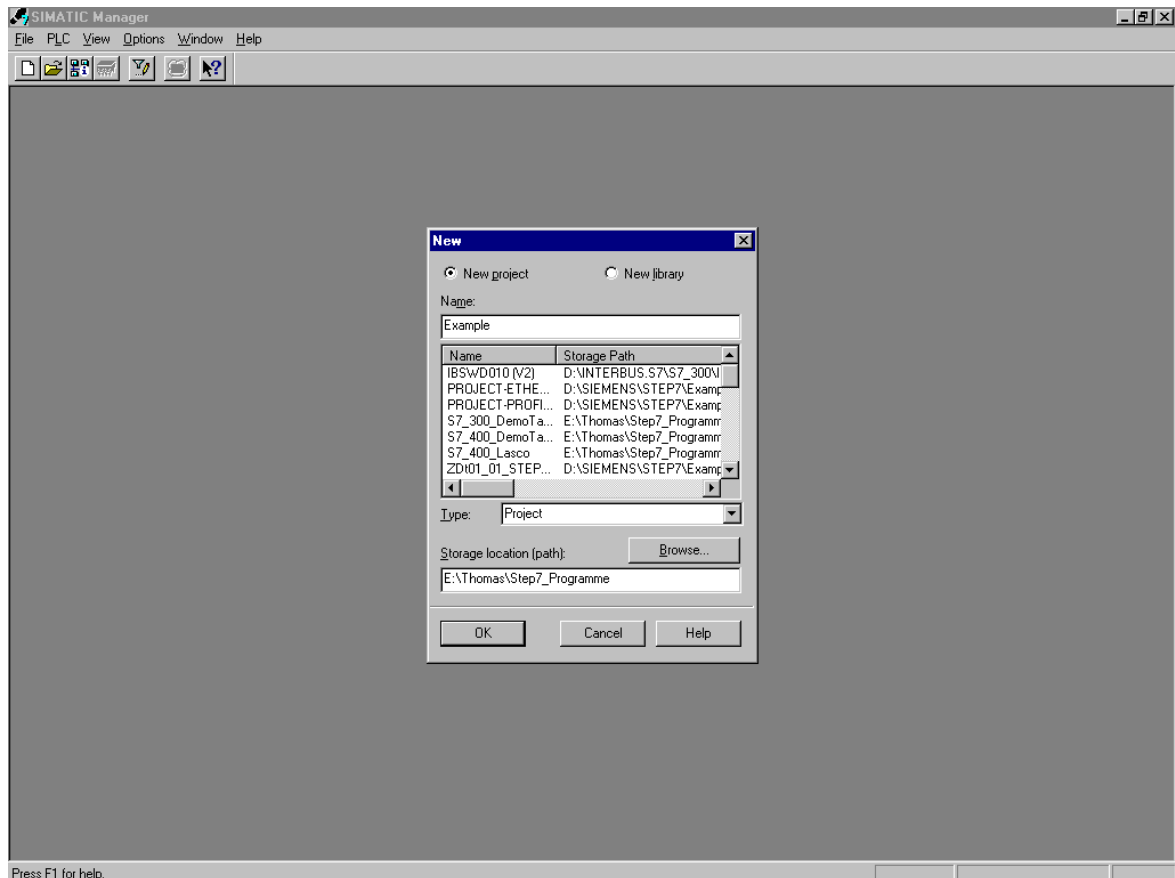 SIMATIC Manager
File PLC View Options Window Help
New
New project New library
Name:
Example
Name Storage Path
IBSWD010 (V2) D:\INTERBUS.S7\S7_300\I
PROJECT-ETHE... D:\SIEMENS\STEP7\Examp
PROJECT-PROFI... D:\SIEMENS\STEP7\Examp
S7_300_DemoTa... E:\Thomas\Step7_Programm
S7_400_DemoTa... E:\Thomas\Step7_Programm
S7_400_Lasco E:\Thomas\Step7_Programm
ZDt01_01_STEP... D:\SIEMENS\STEP7\Examp
Type: Project
Storage location (path): Browse...
E:\Thomas\Step7_Programme
OK Cancel Help
Press F1 for help.